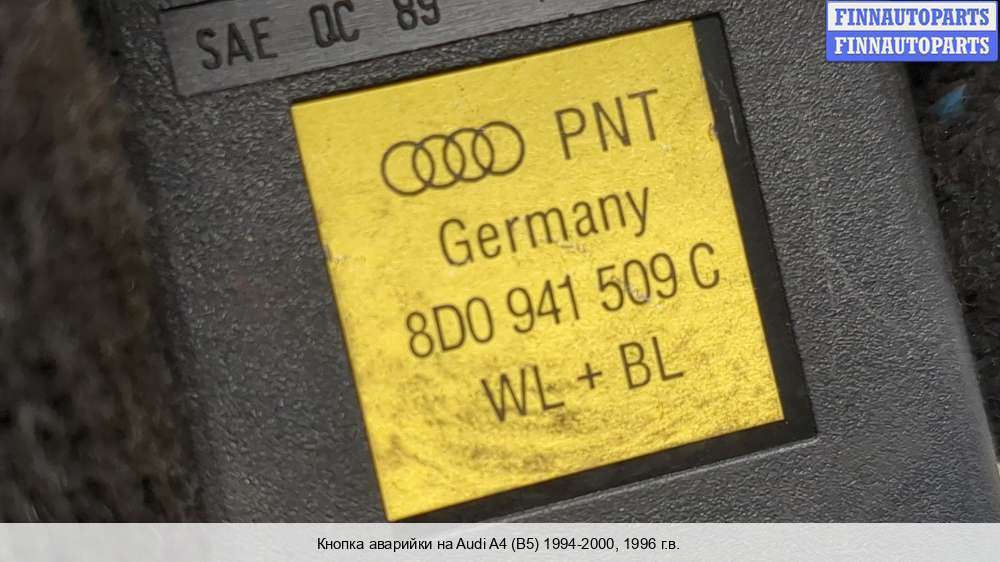 SAE QC 89
FINNAUTOPARTS
FINNAUTOPARTS
PNT
Germany
8D0 941 509 C
WL + BL
Кнопка аварийки на Audi A4 (B5) 1994-2000, 1996 г.в.